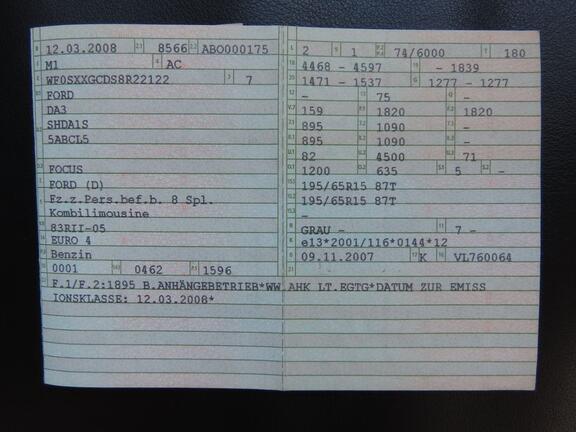 12.03.2008 8566 ABO000175
M1 AC
WF0SXXGCDS8R22122 7
FORD
DA3
SHDA1S
5ABCL5
FOCUS
FORD (D)
Fz.z.Pers.bef.b. 8 Spl.
Kombilimousine
83RII-05
EURO 4
Benzin
0001 0462 1596
2 1 74/6000 180
4468 - 4597 - 1839
1471 - 1537 1277 - 1277
- 75 -
159 1820 1820
895 1090 -
895 1090 -
82 4500 71
1200 635 5 -
195/65R15 87T
195/65R15 87T
-
GRAU - 7 -
e13*2001/116*0144*12
09.11.2007 K VL760064
F.1/F.2:1895 B.ANHÄNGEBETRIEB*WW.AHK LT.EGTG*DATUM ZUR EMISS
IONSKLASSE: 12.03.2008*